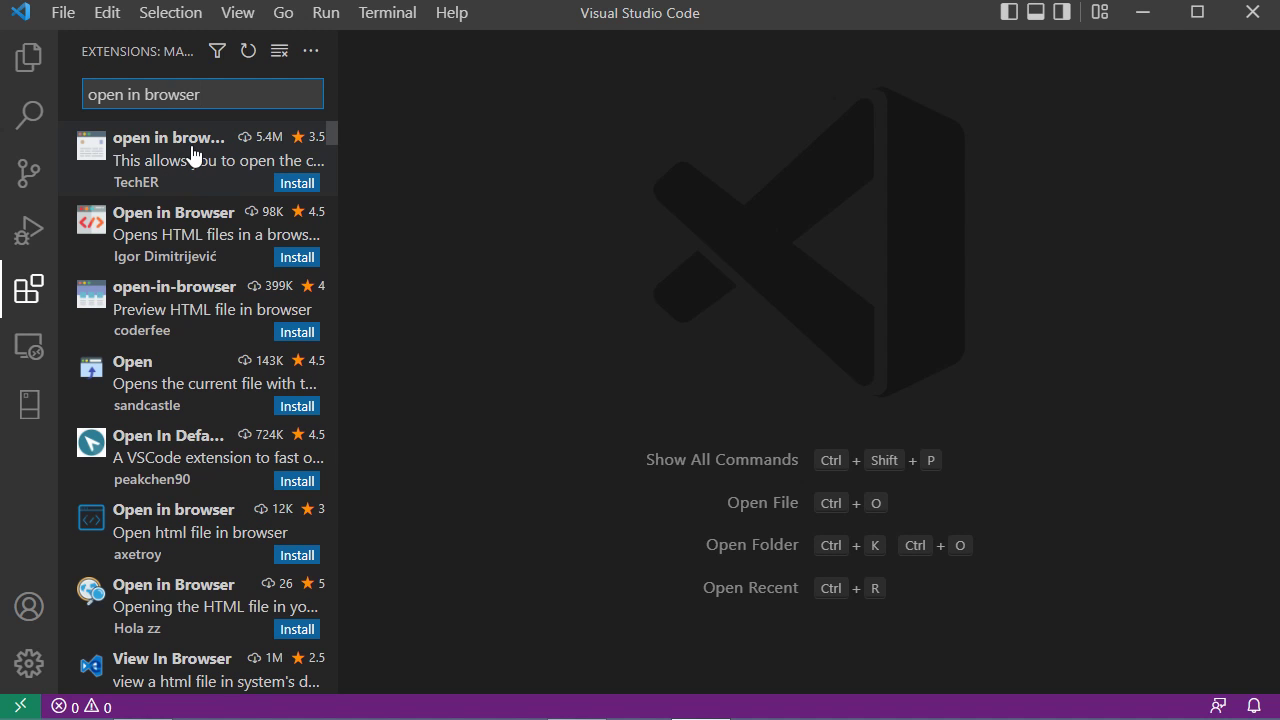 File Edit Selection View Go Run Terminal Help Visual Studio Code
EXTENSIONS: MA...
open in browser
open in brow... 5.4M 3.5
This allows you to open the c...
TechER Install
Open in Browser 98K 4.5
Opens HTML files in a brows...
Igor Dimitrijević Install
open-in-browser 399K 4
Preview HTML file in browser
coderfee Install
Open 143K 4.5
Opens the current file with t...
sandcastle Install
Open In Defa... 724K 4.5
A VSCode extension to fast o...
peakchen90 Install
Open in browser 12K 3
Open html file in browser
axetroy Install
Open in Browser 26 5
Opening the HTML file in yo...
Hola zz Install
View In Browser 1M 2.5
view a html file in system's d...
Show All Commands Ctrl + Shift + P
Open File Ctrl + O
Open Folder Ctrl + K Ctrl + O
Open Recent Ctrl + R
0 0